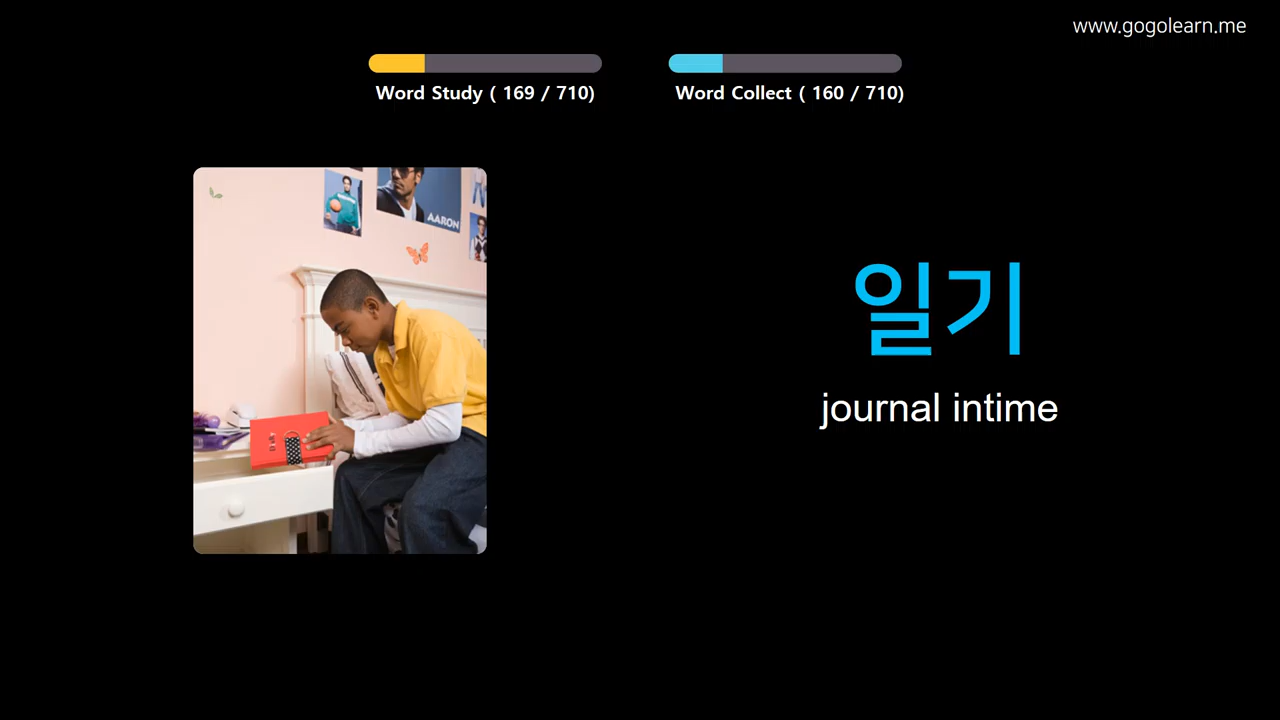 www.gogolearn.me
Word Study ( 169 / 710)
Word Collect ( 160 / 710)
AARON
일기
journal intime